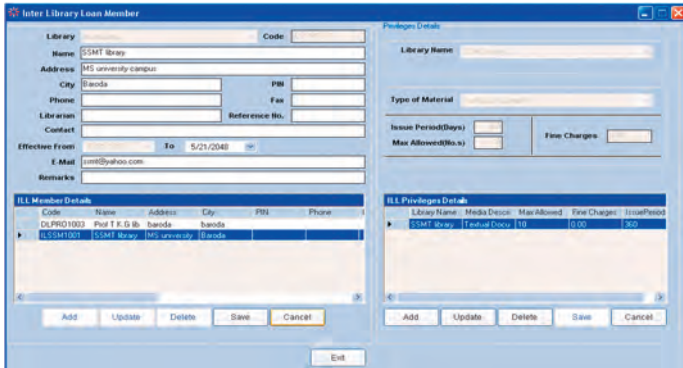 Inter Library Loan Member
Library Code
Name SSMT library
Address MS university campus
City Baroda PIN
Phone Fax
Librarian Reference No.
Contact
Effective From To 5/21/2048
E-Mail
Remarks
ILL Member Details
Code Name Address City PIN Phone
DLPRO1003 Prof T K.G lib baroda baroda
ILSSM1001 SSMT library MS university Baroda
Add Update Delete Save Cancel
Privileges Details
Library Name
Type of Material
Issue Period(Days)
Max Allowed(No.s) Fine Charges
ILL Privileges Details
Library Name Media Descri Max Allowed Fine Charges IssuePeriod
SSMT library Textual Docu 10 0.00 360
Add Update Delete Save Cancel
Exit